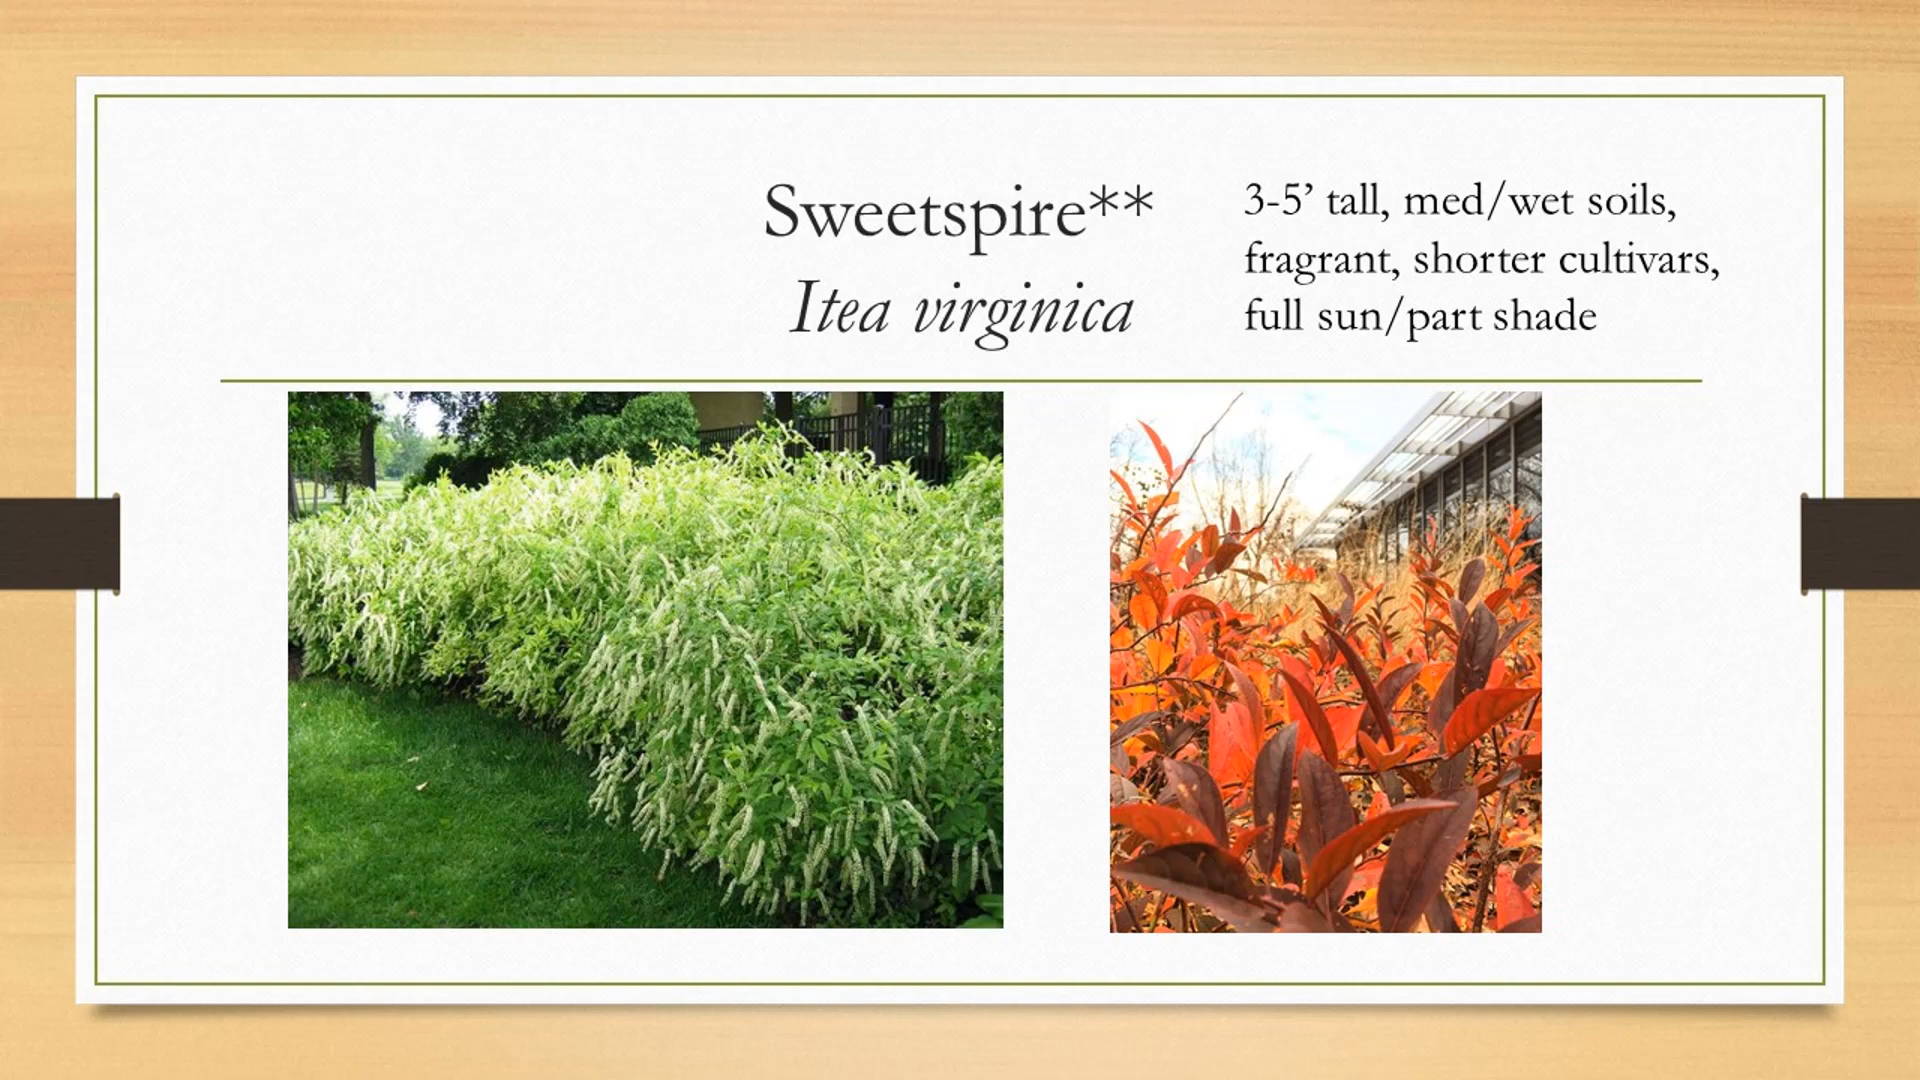 Sweetspire**
Itea virginica
3-5’ tall, med/wet soils,
fragrant, shorter cultivars,
full sun/part shade